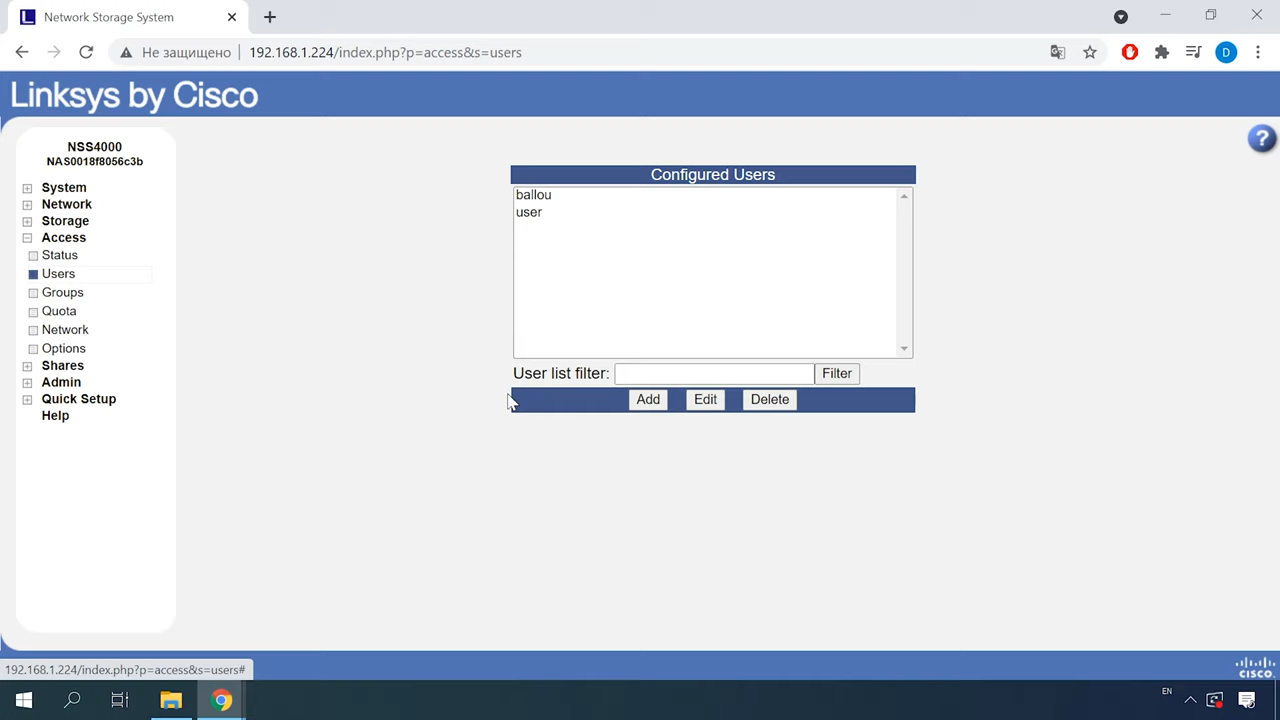 Network Storage System
Не защищено
192.168.1.224/index.php?p=access&s=users
D
Linksys by Cisco
?
NSS4000
NAS0018f8056c3b
System
Network
Storage
Access
Status
Users
Groups
Quota
Network
Options
Shares
Admin
Quick Setup
Help
Configured Users
ballou
user
User list filter:
Filter
Add
Edit
Delete
192.168.1.224/index.php?p=access&s=users#
CISCO
EN